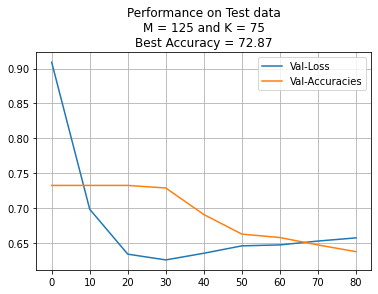 Performance on Test data
M = 125 and K = 75
Best Accuracy = 72.87
Val-Loss
Val-Accuracies
0.90
0.85
0.80
0.75
0.70
0.65
0 10 20 30 40 50 60 70 80